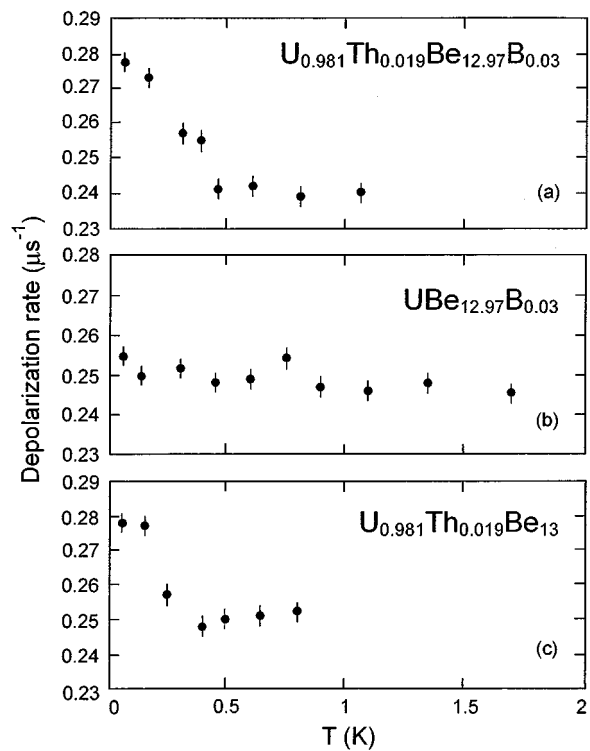 0.29
0.28
0.27
0.26
0.25
0.24
0.23
U₀.₉₈₁Th₀.₀₁₉Be₁₂.₉₇B₀.₀₃
(a)
0.28
0.27
0.26
0.25
0.24
0.23
UBe₁₂.₉₇B₀.₀₃
(b)
0.29
0.28
0.27
0.26
0.25
0.24
0.23
U₀.₉₈₁Th₀.₀₁₉Be₁₃
(c)
0 0.5 1 1.5 2
T (K)
Depolarization rate (μs⁻¹)